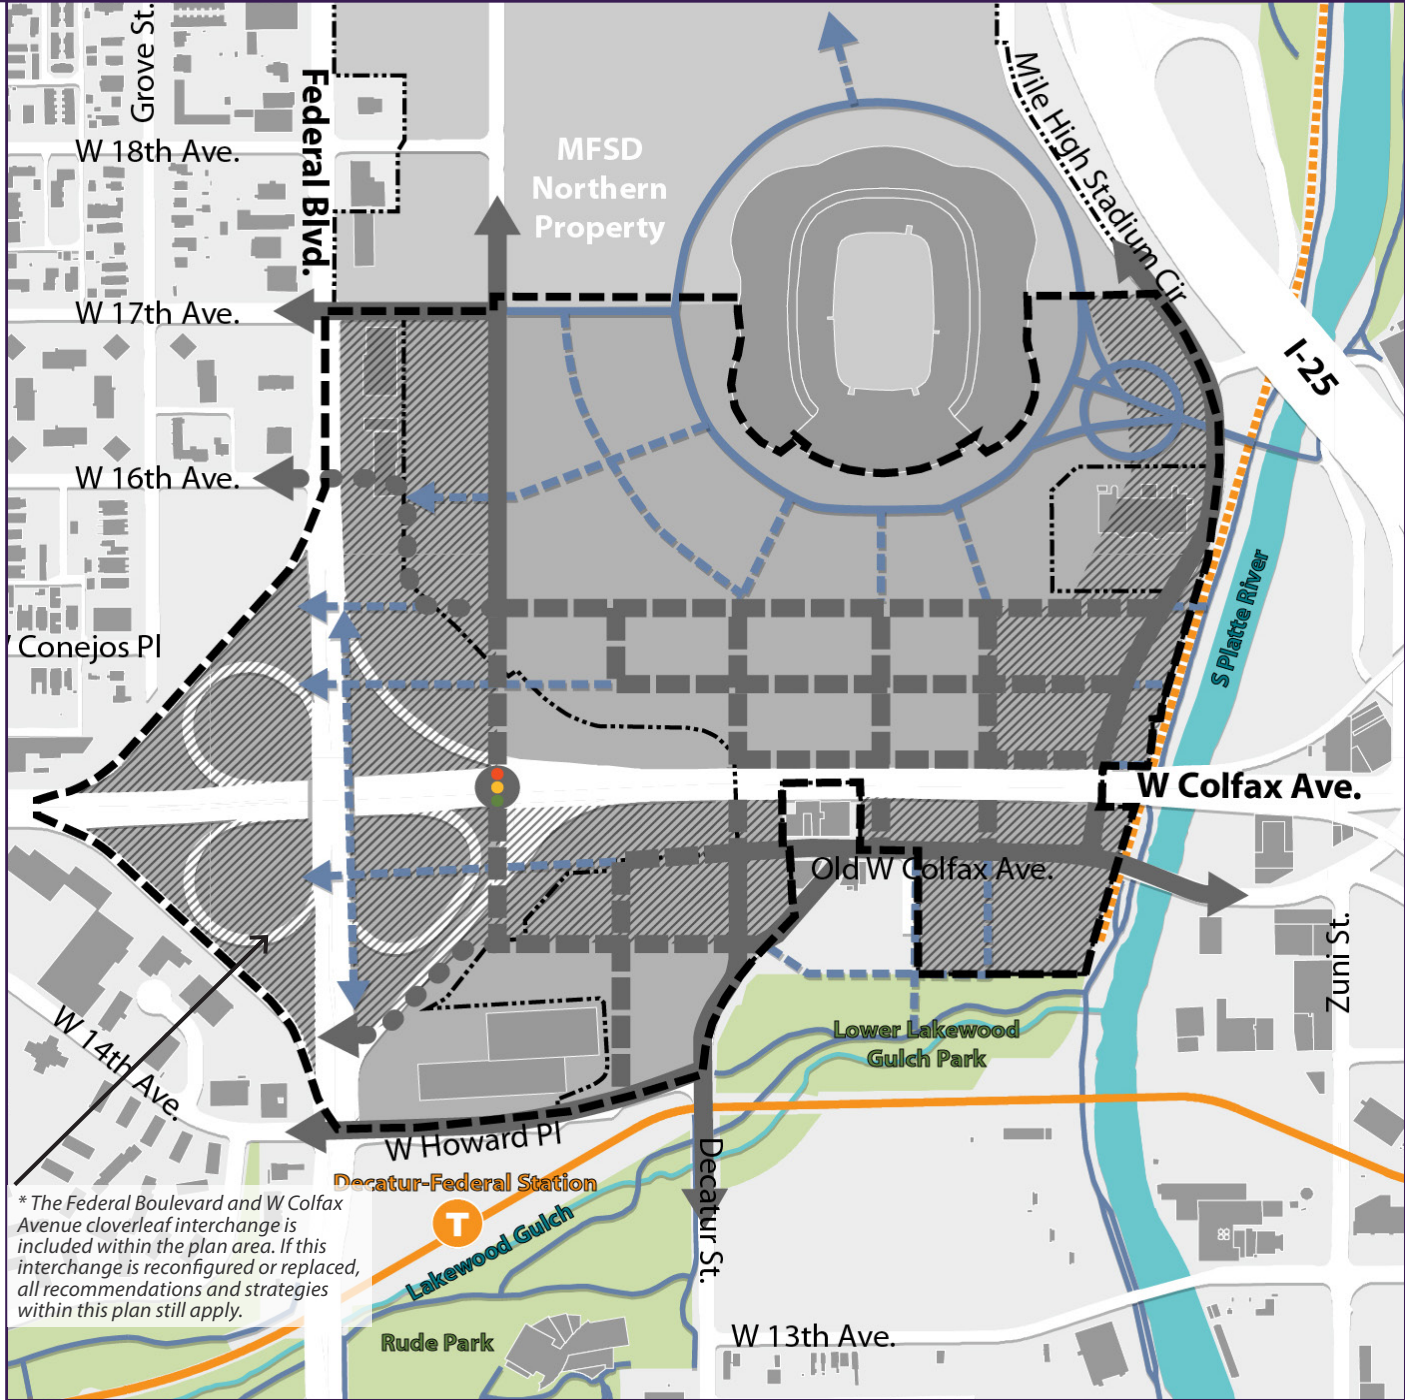 Grove St.
Federal Blvd.
W 18th Ave.
MFSD
Northern
Property
Mile High Stadium Cir
W 17th Ave.
I-25
W 16th Ave.
S Platte River
Conejos Pl
W Colfax Ave.
Old W Colfax Ave.
Zuni St.
W 14th Ave.
Lower Lakewood
Gulch Park
W Howard Pl
Decatur St.
Decatur-Federal Station
T
Lakewood Gulch
* The Federal Boulevard and W Colfax
Avenue cloverleaf interchange is
included within the plan area. If this
interchange is reconfigured or replaced,
all recommendations and strategies
within this plan still apply.
Rude Park
W 13th Ave.